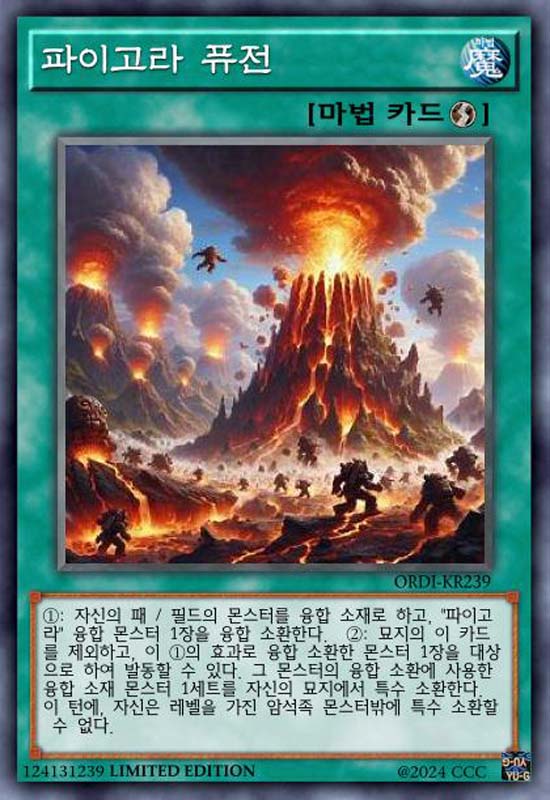 파이고라 퓨전
마법
魔
[마법 카드]
ORDI-KR239
①: 자신의 패 / 필드의 몬스터를 융합 소재로 하고, "파이고
라" 융합 몬스터 1장을 융합 소환한다. ②: 묘지의 이 카드
를 제외하고, 이 ①의 효과로 융합 소환한 몬스터 1장을 대상
으로 하여 발동할 수 있다. 그 몬스터의 융합 소환에 사용한
융합 소재 몬스터 1세트를 자신의 묘지에서 특수 소환한다.
이 턴에, 자신은 레벨을 가진 암석족 몬스터밖에 특수 소환할
수 없다.
124131239 LIMITED EDITION
@2024 CCC
YU-G